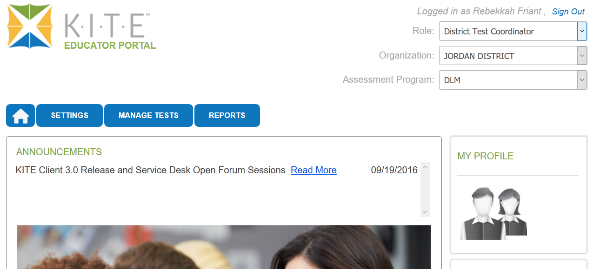 Logged in as Rebekkah Friant , Sign Out
K·I·T·E™
EDUCATOR PORTAL
Role: District Test Coordinator
Organization: JORDAN DISTRICT
Assessment Program: DLM
SETTINGS MANAGE TESTS REPORTS
ANNOUNCEMENTS
KITE Client 3.0 Release and Service Desk Open Forum Sessions Read More 09/19/2016
MY PROFILE